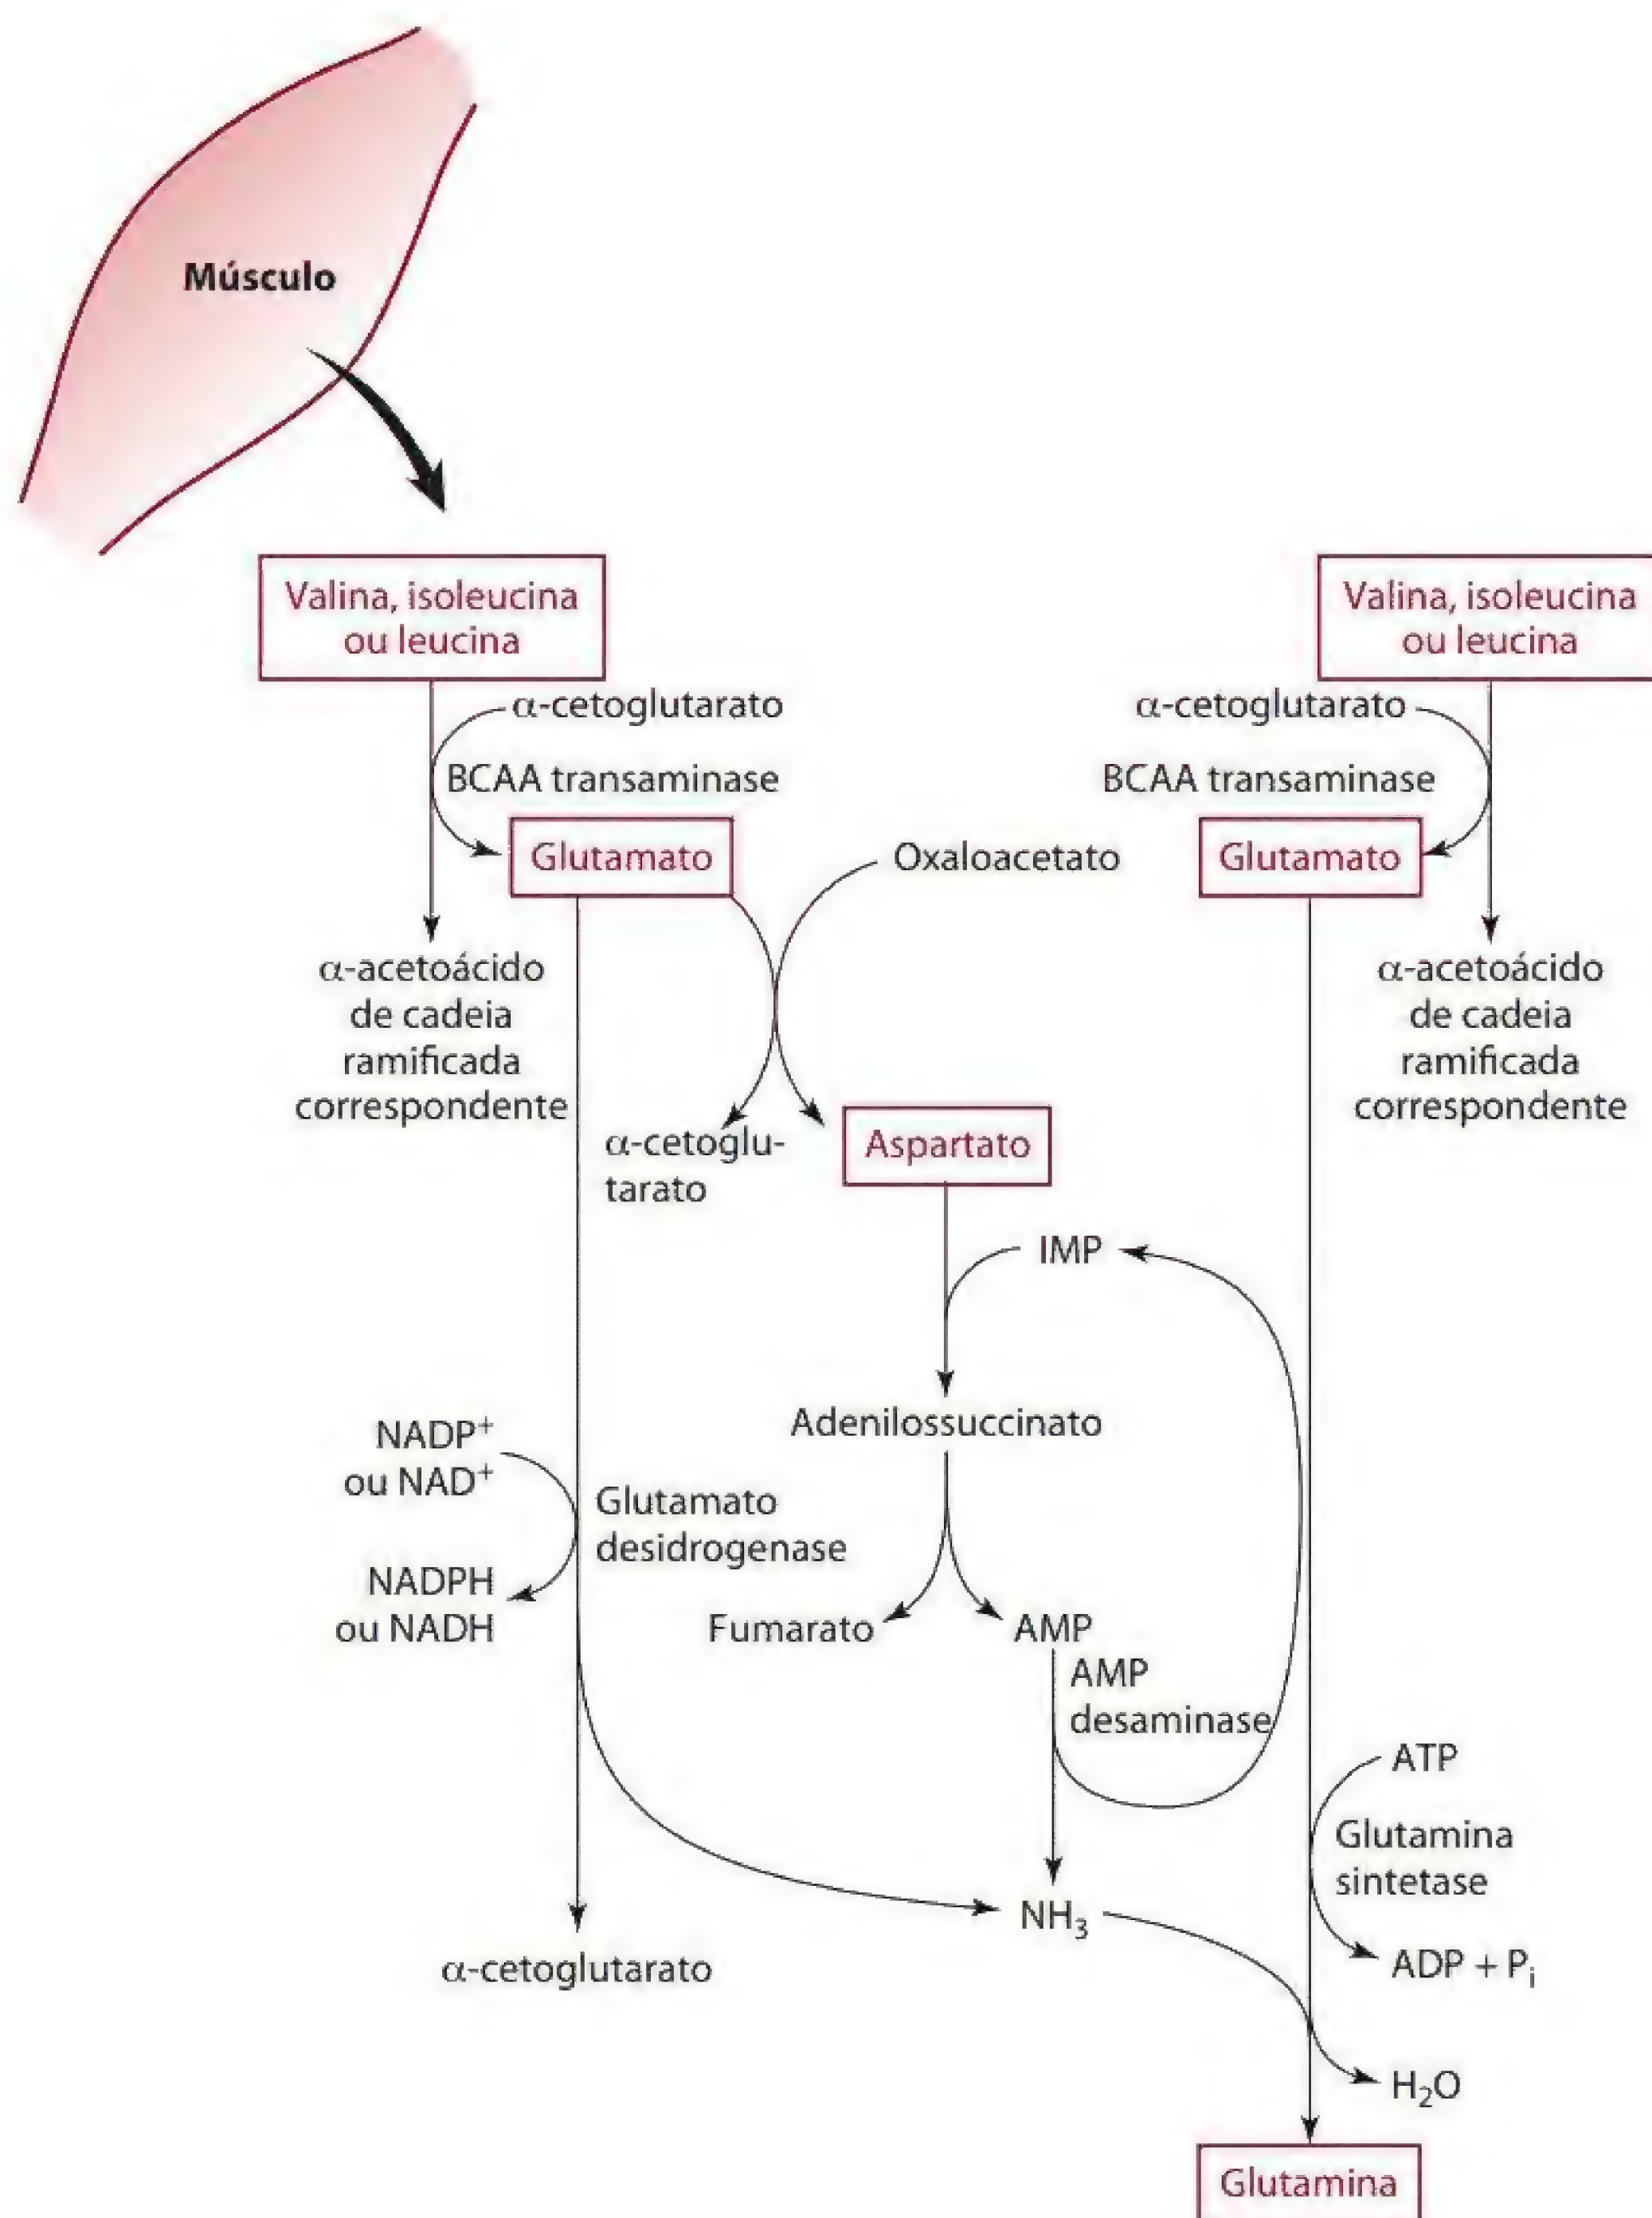 Músculo
Valina, isoleucina
ou leucina
α-cetoglutarato
BCAA transaminase
Glutamato
α-acetoácido
de cadeia
ramificada
correspondente
Oxaloacetato
α-cetoglu-
tarato
Aspartato
IMP
Adenilossuccinato
NADP⁺
ou NAD⁺
Glutamato
desidrogenase
NADPH
ou NADH
Fumarato
AMP
AMP
desaminase
NH₃
α-cetoglutarato
Valina, isoleucina
ou leucina
α-cetoglutarato
BCAA transaminase
Glutamato
α-acetoácido
de cadeia
ramificada
correspondente
ATP
Glutamina
sintetase
ADP + Pᵢ
H₂O
Glutamina